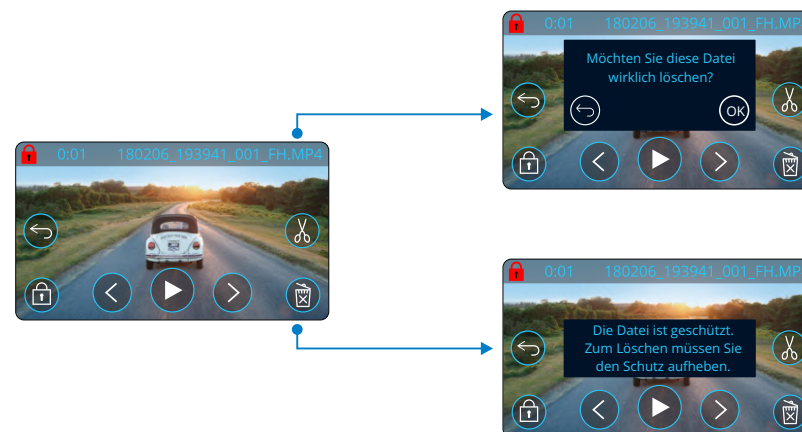 0:01 180206_193941_001_FH.MP4
0:01 180206_193941_001_FH.MP
Möchten Sie diese Datei
wirklich löschen?
OK
0:01 180206_193941_001_FH.MP
Die Datei ist geschützt.
Zum Löschen müssen Sie
den Schutz aufheben.